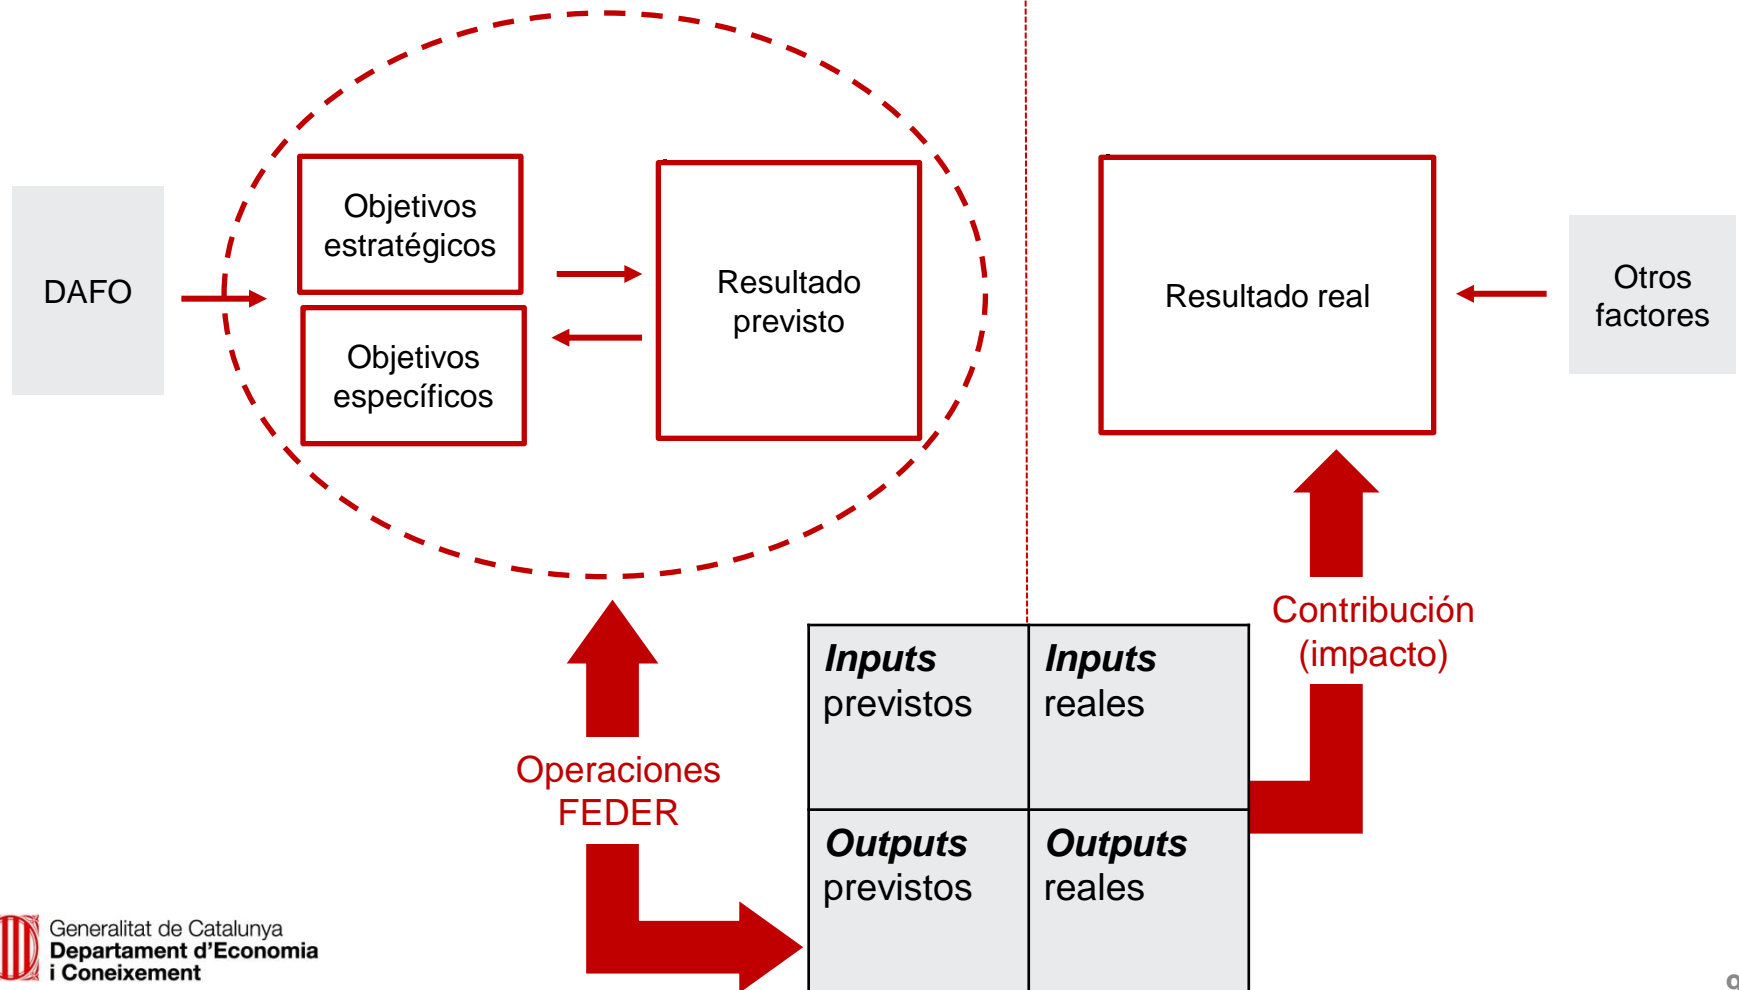 DAFO
Objetivos
estratégicos
Objetivos
específicos
Resultado
previsto
Resultado real
Otros
factores
Contribución
(impacto)
Operaciones
FEDER
Inputs
previstos
Inputs
reales
Outputs
previstos
Outputs
reales
Generalitat de Catalunya
Departament d'Economia
i Coneixement